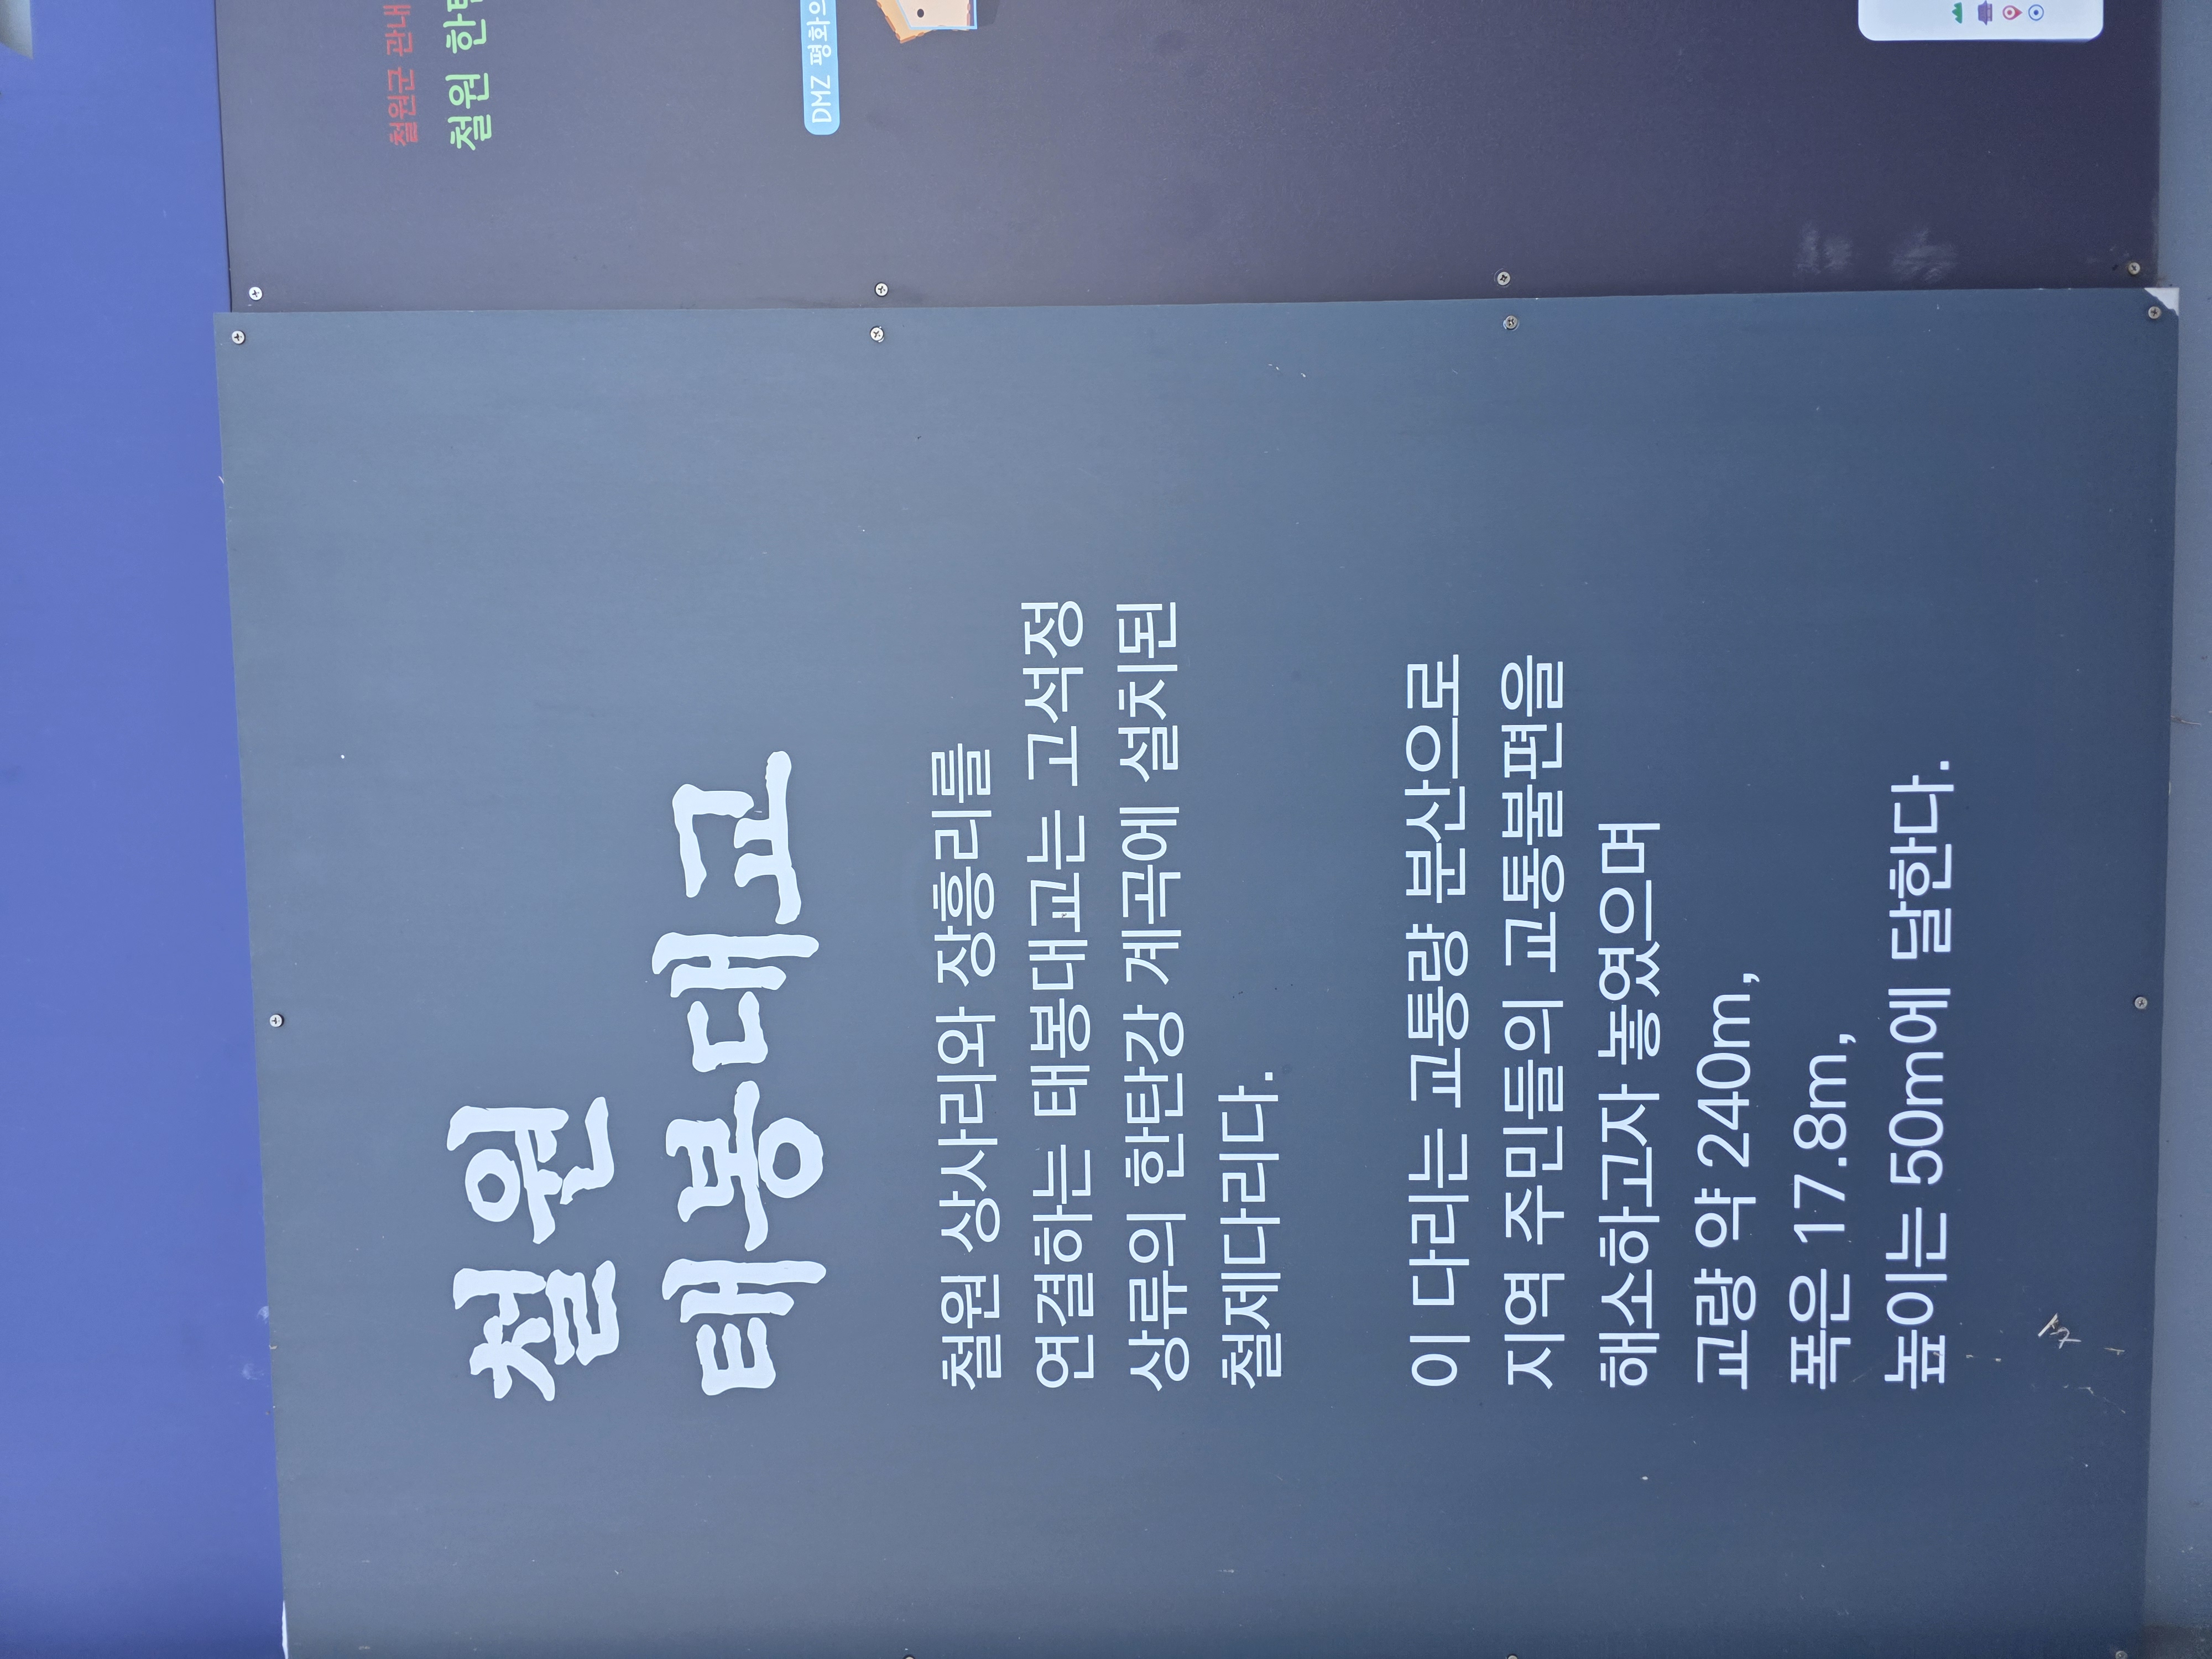 철원
태봉대교
철원 상사리와 장흥리를
연결하는 태봉대교는 고석정
상류의 한탄강 계곡에 설치된
철제다리다.
이 다리는 교통량 분산으로
지역 주민들의 교통불편을
해소하고자 놓였으며
교량 약 240m,
폭은 17.8m,
높이는 50m에 달한다.
철원군 관내
철원
DMZ 평화의